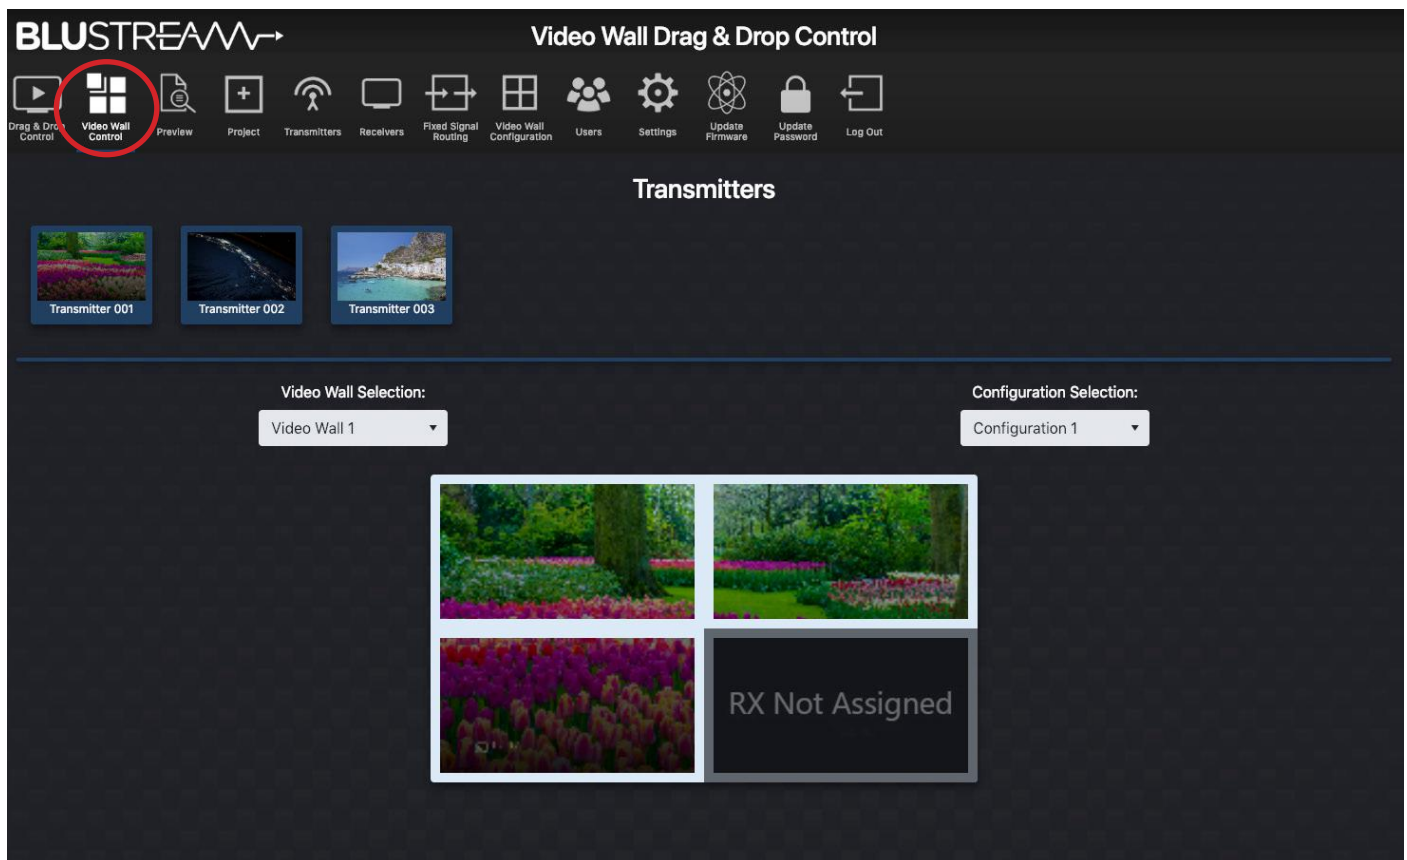 BLUSTREAM
Video Wall Drag & Drop Control
Drag & Drop
Control
Video Wall
Control
Preview
Project
Transmitters
Receivers
Fixed Signal
Routing
Video Wall
Configuration
Users
Settings
Update
Firmware
Update
Password
Log Out
Transmitters
Transmitter 001
Transmitter 002
Transmitter 003
Video Wall Selection:
Configuration Selection:
Video Wall 1
Configuration 1
RX Not Assigned